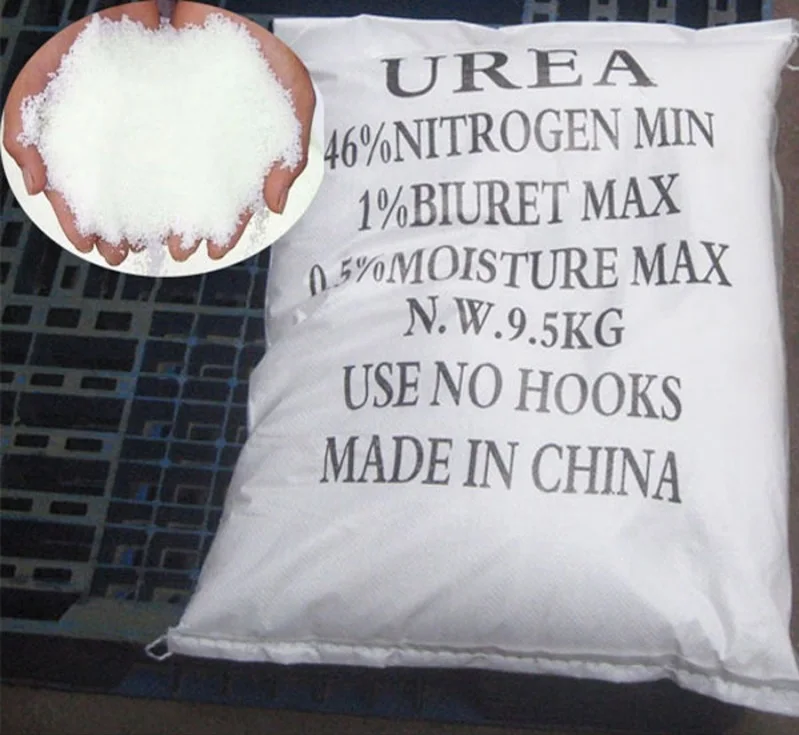 UREA
46%NITROGEN MIN
1%BIURET MAX
0.5%MOISTURE MAX
N.W.9.5KG
USE NO HOOKS
MADE IN CHINA